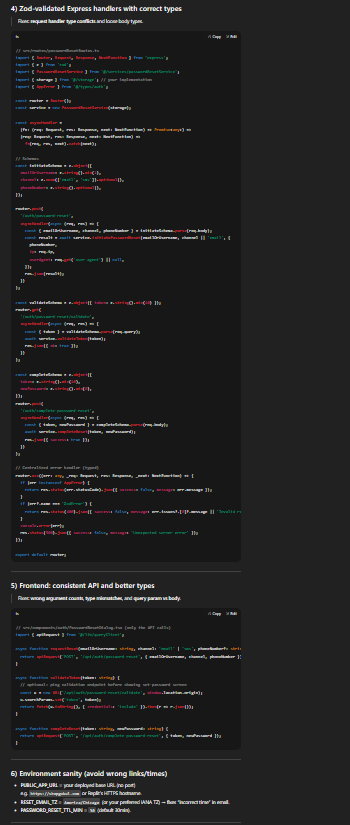 4) Zod-validated Express handlers with correct types
Fixes: request handler type conflicts and loose body types.
Copy Edit
// src/routes/passwordResetRoutes.ts
import { Router, Request, Response, NextFunction } from 'express';
import { z } from 'zod';
import { PasswordResetService } from '@/services/passwordResetService';
import { storage } from '@/storage'; // your implementation
import { AppError } from '@/types/auth';
const router = Router();
const service = new PasswordResetService(storage);
const asyncHandler =
(fn: (req: Request, res: Response, next: NextFunction) => Promise<any>) =>
(req: Request, res: Response, next: NextFunction) =>
fn(req, res, next).catch(next);
// Schemas
const initiateSchema = z.object({
emailOrUsername: z.string().min(1),
channel: z.enum(['email', 'sms']).optional(),
phoneNumber: z.string().optional(),
});
router.post(
'/auth/password-reset',
asyncHandler(async (req, res) => {
const { emailOrUsername, channel, phoneNumber } = initiateSchema.parse(req.body);
const result = await service.initiatePasswordReset(emailOrUsername, channel || 'email', {
phoneNumber,
ip: req.ip,
userAgent: req.get('user-agent') || null,
});
res.json(result);
})
);
const validateSchema = z.object({ token: z.string().min(10) });
router.get(
'/auth/password-reset/validate',
asyncHandler(async (req, res) => {
const { token } = validateSchema.parse(req.query);
await service.validateToken(token);
res.json({ ok: true });
})
);
const completeSchema = z.object({
token: z.string().min(10),
newPassword: z.string().min(8),
});
router.post(
'/auth/complete-password-reset',
asyncHandler(async (req, res) => {
const { token, newPassword } = completeSchema.parse(req.body);
await service.completeReset(token, newPassword);
res.json({ success: true });
})
);
// Centralized error handler (typed)
router.use((err: any, _req: Request, res: Response, _next: NextFunction) => {
if (err instanceof AppError) {
return res.status(err.statusCode).json({ success: false, message: err.message });
}
if (err?.name === 'ZodError') {
return res.status(400).json({ success: false, message: err.issues?.[0]?.message ||
}
console.error(err);
res.status(500).json({ success: false, message: 'Unexpected server error' });
});
export default router;
5) Frontend: consistent API and better types
Fixes: wrong argument counts, type mismatches, and query param vs body.
Copy Edit
// src/components/auth/PasswordResetDialog.tsx (only the API calls)
import { apiRequest } from '@/lib/queryClient';
async function requestReset(emailOrUsername: string, channel: 'email' | 'sms', phoneNumber?: string)
return apiRequest('POST', '/api/auth/password-reset', { emailOrUsername, channel, phoneNumber })
}
async function validateToken(token: string) {
// optional: ping validation endpoint before showing set-password screen
const u = new URL('/api/auth/password-reset/validate', window.location.origin);
u.searchParams.set('token', token);
return fetch(u.toString(), { credentials: 'include' }).then(r => r.json());
}
async function completeReset(token: string, newPassword: string) {
return apiRequest('POST', '/api/auth/complete-password-reset', { token, newPassword });
}
6) Environment sanity (avoid wrong links/times)
• PUBLIC_APP_URL = your deployed base URL (no port)
or Replit's HTTPS hostname.
• RESET_EMAIL_TZ = America/Chicago (or your preferred IANA TZ) — fixes "incorrect time" in email.
• PASSWORD_RESET_TTL_MIN = 30 (default 30min).